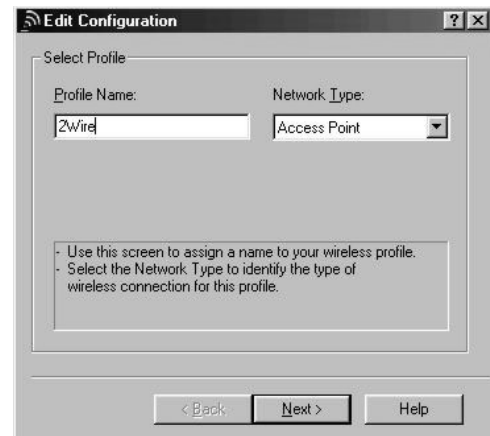 Edit Configuration
Select Profile
Profile Name:
Network Type:
2Wire
Access Point
- Use this screen to assign a name to your wireless profile.
- Select the Network Type to identify the type of
wireless connection for this profile.
< Back
Next >
Help